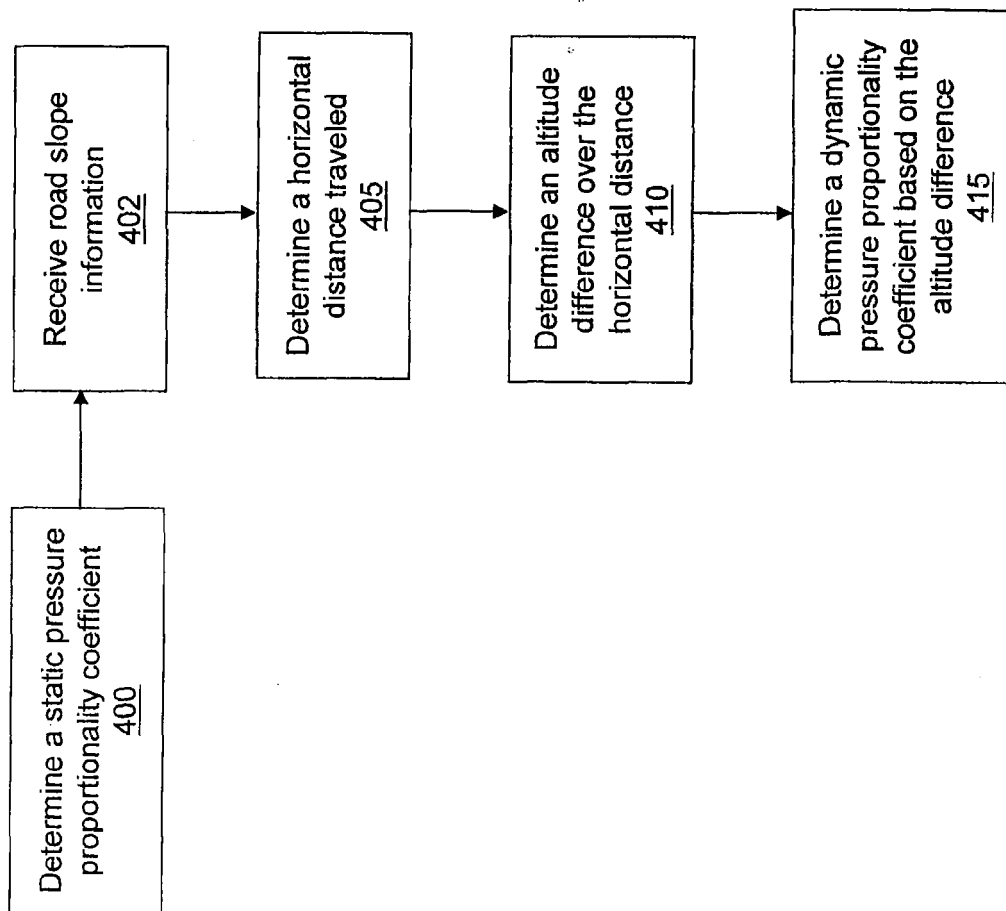 Determine a static pressure
proportionality coefficient
400
Receive road slope
information
402
Determine a horizontal
distance traveled
405
Determine an altitude
difference over the
horizontal distance
410
Determine a dynamic
pressure proportionality
coefficient based on the
altitude difference
415